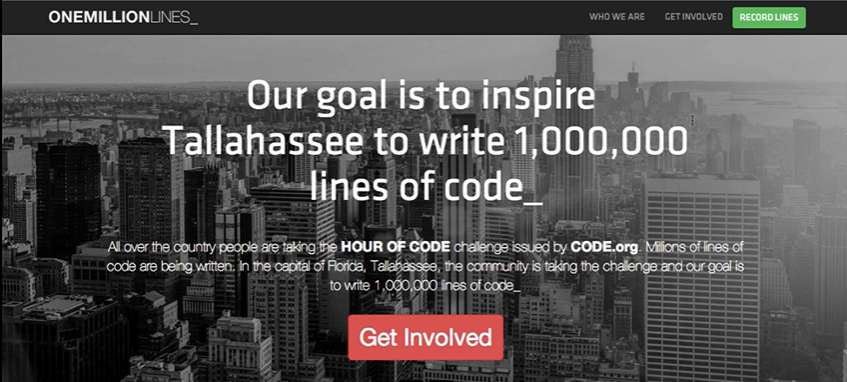 ONEMILLIONLINES_
WHO WE ARE
GET INVOLVED
RECORD LINES
Our goal is to inspire
Tallahassee to write 1,000,000
lines of code_
All over the country people are taking the HOUR OF CODE challenge issued by CODE.org. Millions of lines of
code are being written. In the capital of Florida, Tallahassee, the community is taking the challenge and our goal is
to write 1,000,000 lines of code_
Get Involved